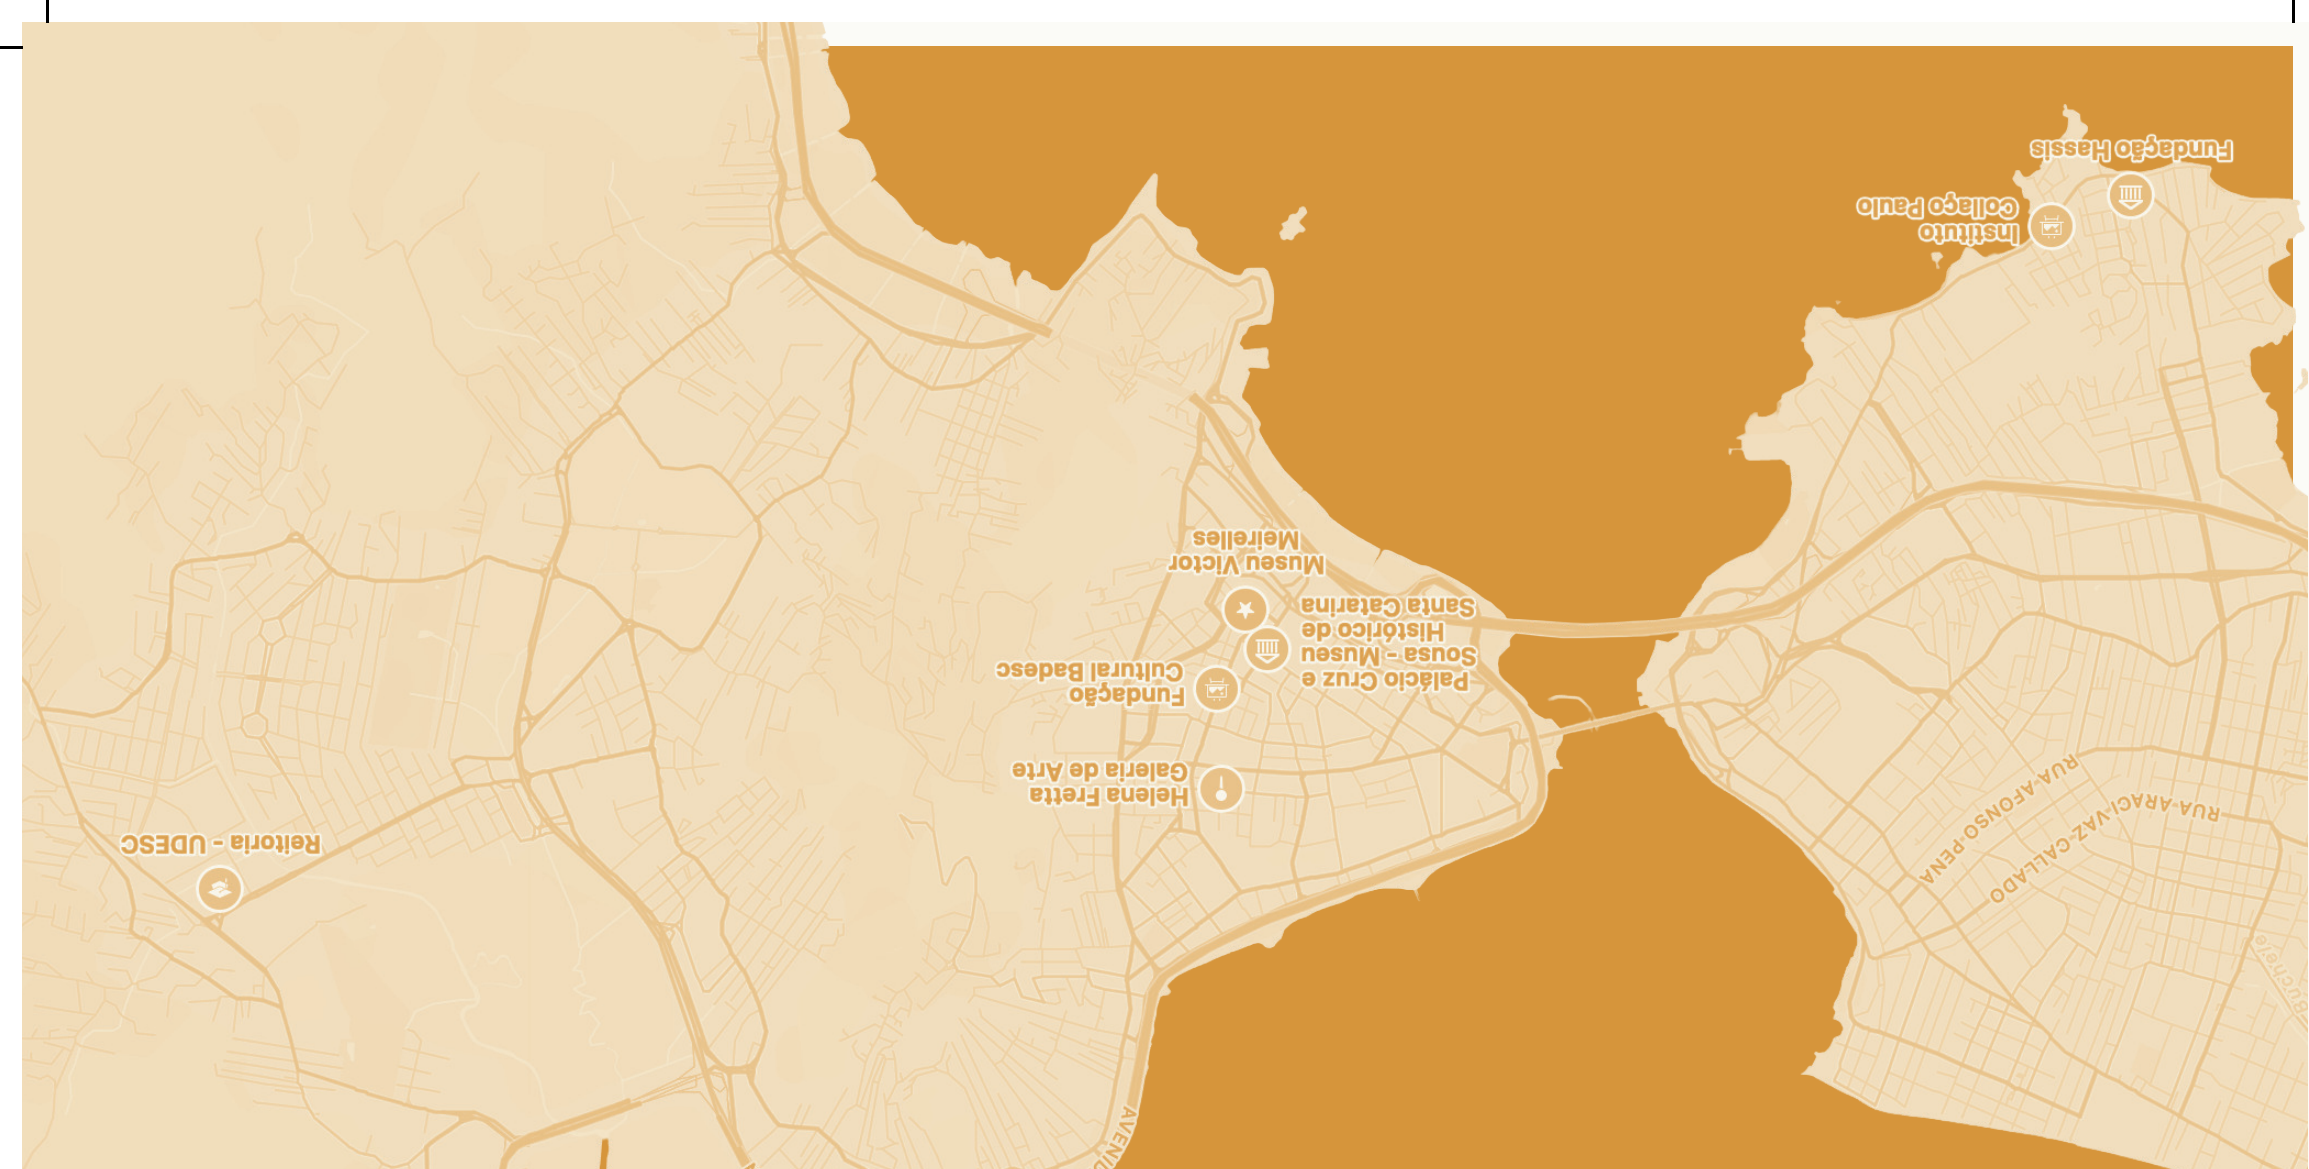 Reitoria - UDESC
Helena Fretta
Galeria de Arte
Fundação
Cultural Badesc
Palácio Cruz e
Sousa - Museu
Histórico de
Santa Catarina
Museu Victor
Meirelles
Instituto
Collaço Paulo
Fundação Hassis
RUA AFONSO PENA
RUA ARACI VAZ CALLADO